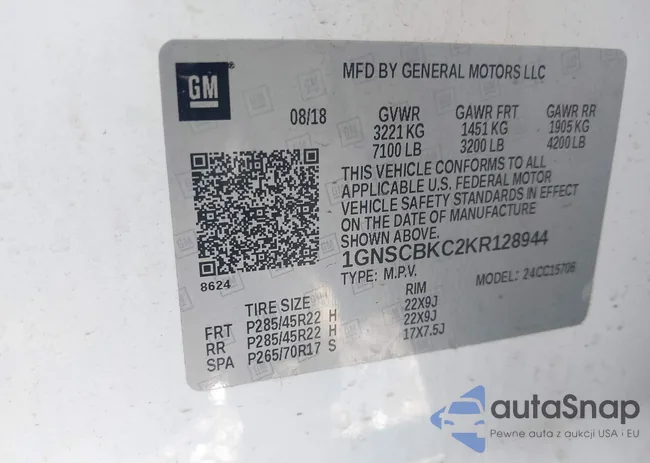 GM
MFD BY GENERAL MOTORS LLC
08/18 GVWR GAWR FRT GAWR RR
3221 KG 1451 KG 1905 KG
7100 LB 3200 LB 4200 LB
THIS VEHICLE CONFORMS TO ALL
APPLICABLE U.S. FEDERAL MOTOR
VEHICLE SAFETY STANDARDS IN EFFECT
ON THE DATE OF MANUFACTURE
1GNSCBKC2KR128944
8624
TYPE: M.P.V. MODEL: 24CC15706
TIRE SIZE RIM
FRT P285/45R22 H 22X9J
RR P285/45R22 H 22X9J
SPA P265/70R17 S 17X7.5J
autoSnap
Pewne auta z aukcji USA i EU